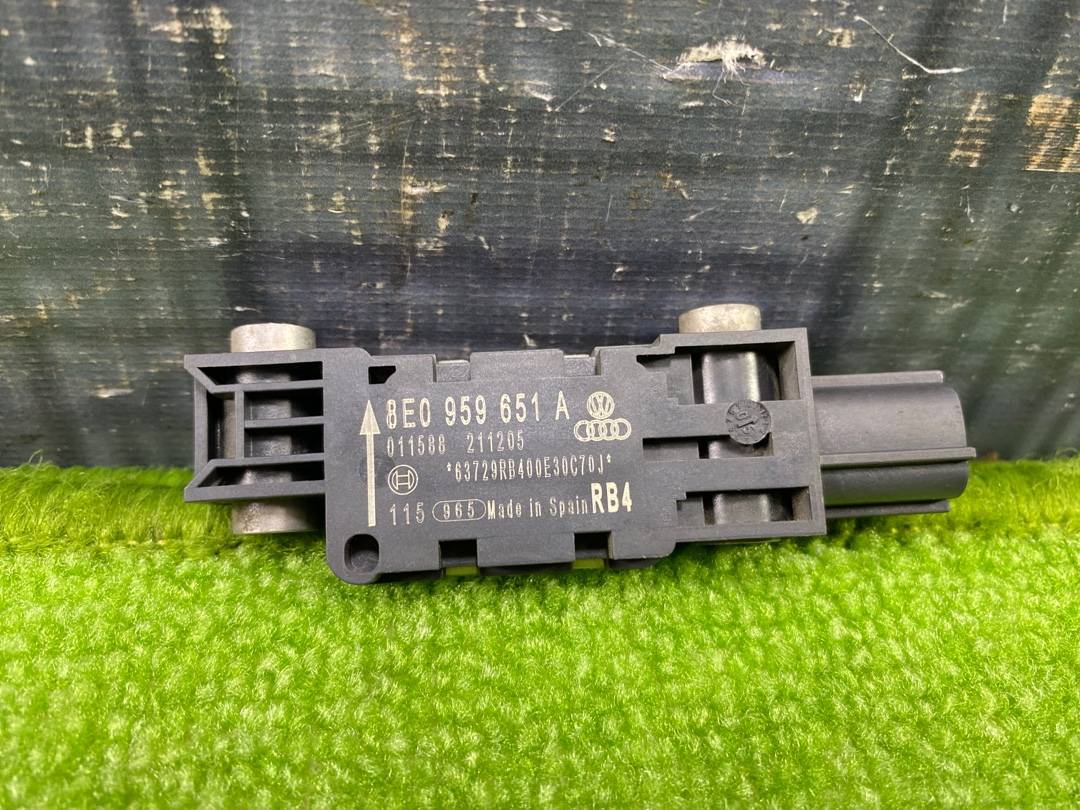 8E0 959 651 A
011588 211205
*63729RB400E30C70J*
115 965 Made in Spain RB4